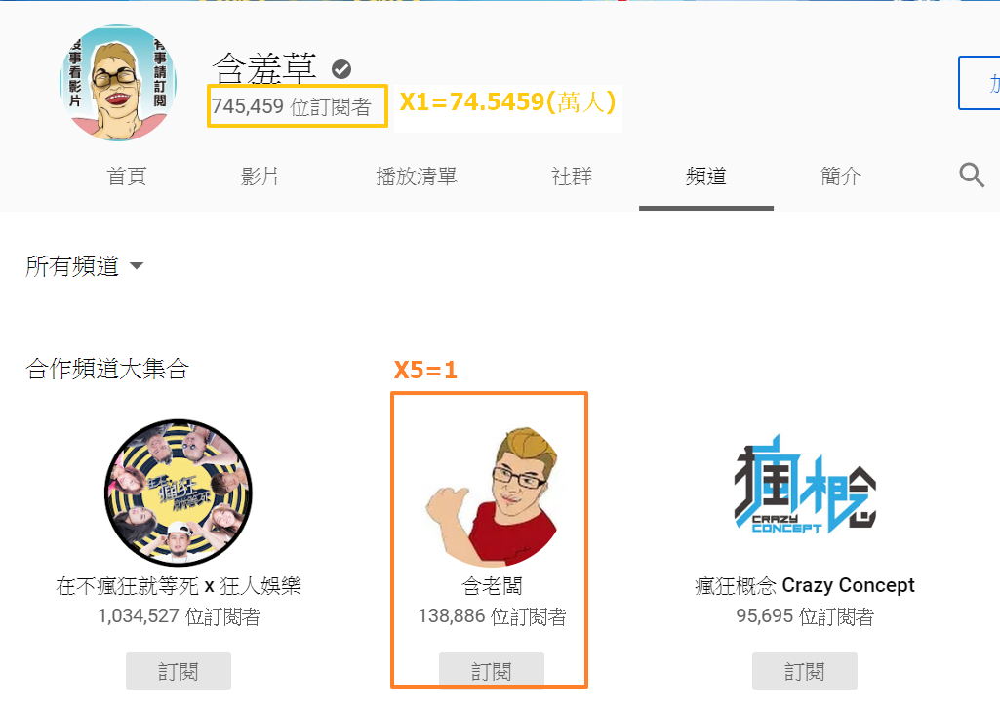 沒事看影片
有事請訂閱
含羞草
745,459 位訂閱者
X1=74.5459(萬人)
首頁 影片 播放清單 社群 頻道 簡介
所有頻道
合作頻道大集合
X5=1
瘋狂概念
CRAZY
CONCEPT
在不瘋狂就等死 x 狂人娛樂 含老闆 瘋狂概念 Crazy Concept
1,034,527 位訂閱者 138,886 位訂閱者 95,695 位訂閱者
訂閱 訂閱 訂閱